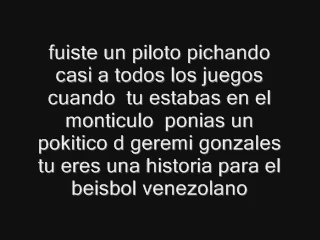 fuiste un piloto pichando
casi a todos los juegos
cuando  tu estabas en el
monticulo  ponias un
pokitico d geremi gonzales
tu eres una historia para el
beisbol venezolano